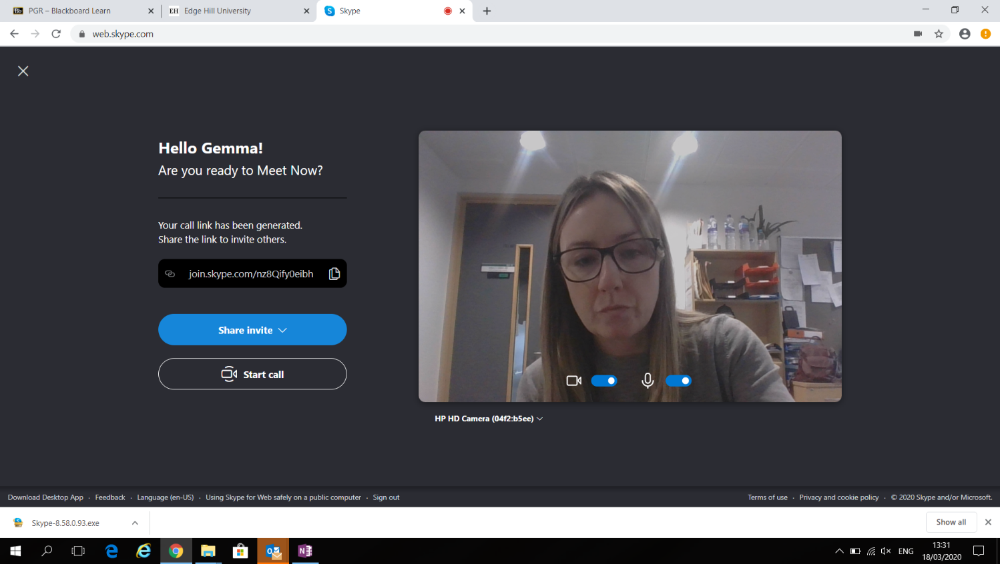 PGR – Blackboard Learn
EH Edge Hill University
Skype
web.skype.com
Hello Gemma!
Are you ready to Meet Now?
Your call link has been generated.
Share the link to invite others.
join.skype.com/nz8Qify0eibh
Share invite
Start call
HP HD Camera (04f2:b5ee)
Download Desktop App · Feedback · Language (en-US) · Using Skype for Web safely on a public computer · Sign out
Terms of use · Privacy and cookie policy · © 2020 Skype and/or Microsoft.
Skype-8.58.0.93.exe
Show all
ENG
13:31
18/03/2020